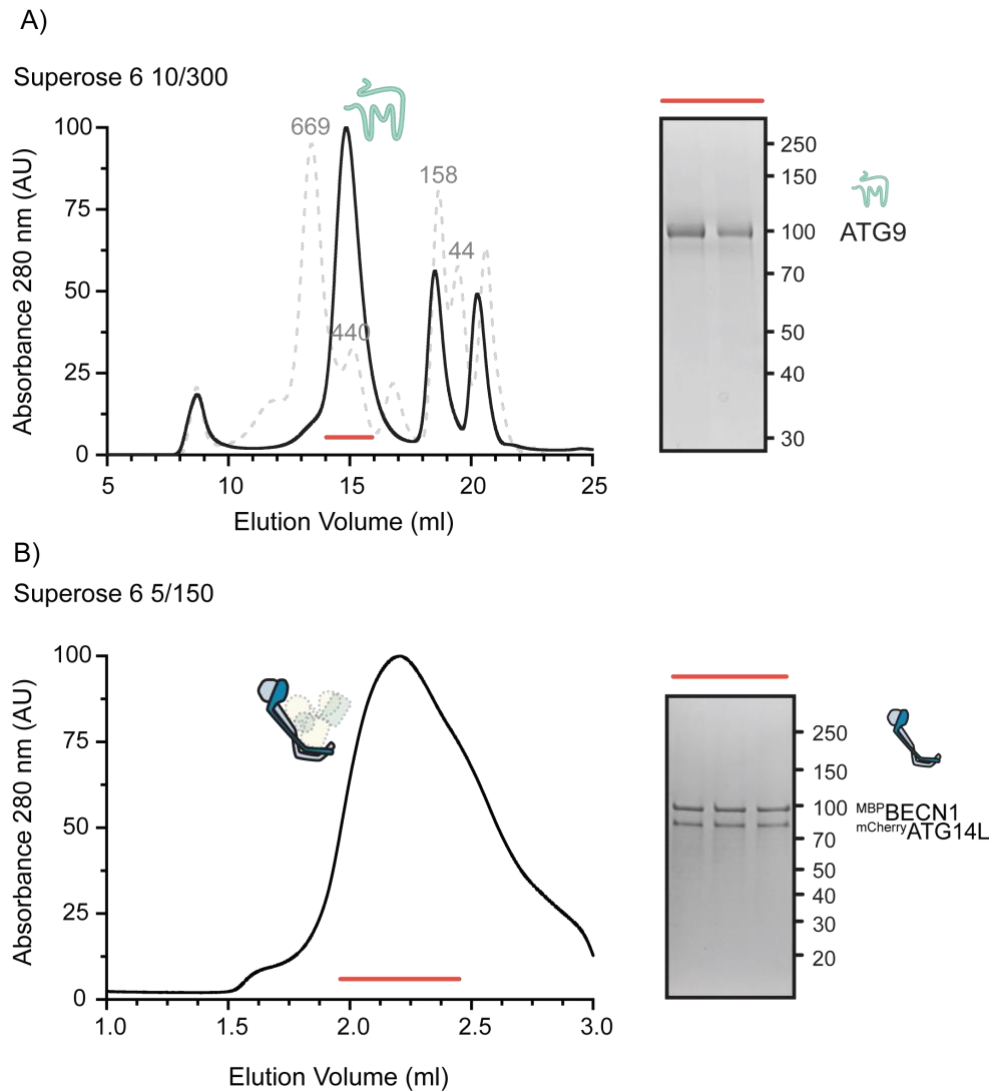 A)
Superose 6 10/300
669
158
44
440
100
75
50
25
0
Absorbance 280 nm (AU)
5 10 15 20 25
Elution Volume (ml)
250
150
100
70
50
40
30
ATG9
B)
Superose 6 5/150
100
75
50
25
0
Absorbance 280 nm (AU)
1.0 1.5 2.0 2.5 3.0
Elution Volume (ml)
250
150
100
70
50
40
30
20
MBPBECN1
mCherryATG14L